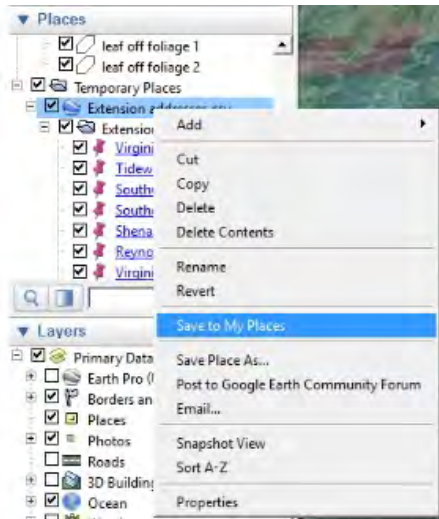 Places
leaf off foliage 1
leaf off foliage 2
Temporary Places
Extension addresses.csv
Extension
Virgini
Tidew
South
South
Shena
Reyno
Virgini
Add
Cut
Copy
Delete
Delete Contents
Rename
Revert
Save to My Places
Save Place As...
Post to Google Earth Community Forum
Email...
Snapshot View
Sort A-Z
Properties
Layers
Primary Data
Earth Pro (
Borders an
Places
Photos
Roads
3D Building
Ocean